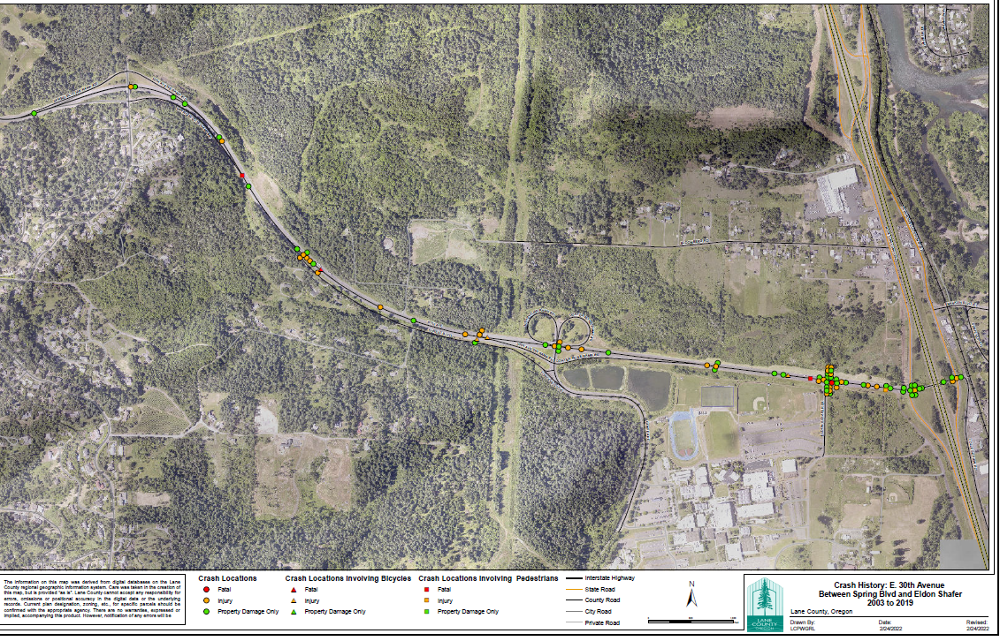 The information on this map was derived from digital databases on the Lane
County regional geographic information system. Care was taken in the creation of
this map, but is provided "as is". Lane County cannot accept any responsibility for
errors, omissions or positional accuracy in the digital data or the underlying
records. Current plan designation, zoning, etc., for specific parcels should be
confirmed with the appropriate agency. There are no warranties, expressed or
implied, accompanying this product. However, notification of any errors will be
Crash Locations
Fatal
Injury
Property Damage Only
Crash Locations Involving Bicycles
Fatal
Injury
Property Damage Only
Crash Locations Involving Pedestrians
Fatal
Injury
Property Damage Only
Interstate Highway
State Road
County Road
City Road
Private Road
N
LANE
COUNTY
OREGON
Crash History: E. 30th Avenue
Between Spring Blvd and Eldon Shafer
2003 to 2019
Lane County, Oregon
Drawn By:
LCPWGRL
Date:
2/24/2022
Revised:
2/24/2022